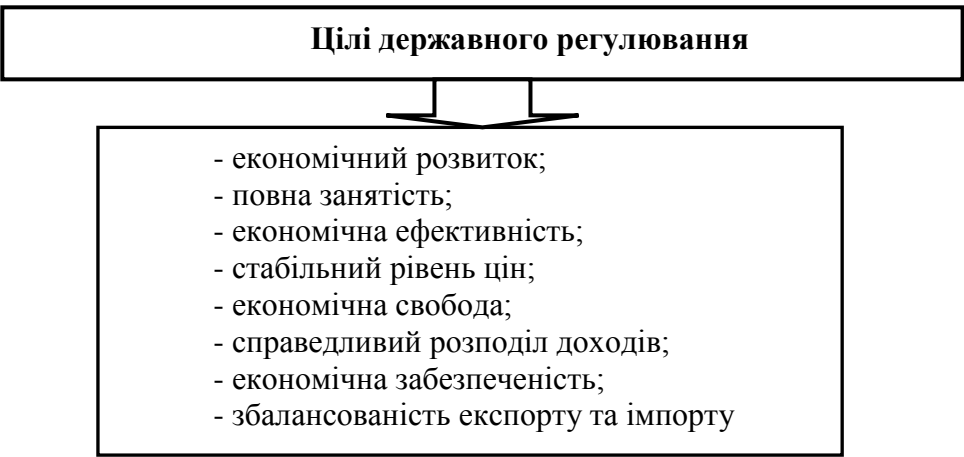 Цілі державного регулювання
- економічний розвиток;
- повна занятість;
- економічна ефективність;
- стабільний рівень цін;
- економічна свобода;
- справедливий розподіл доходів;
- економічна забезпеченість;
- збалансованість експорту та імпорту